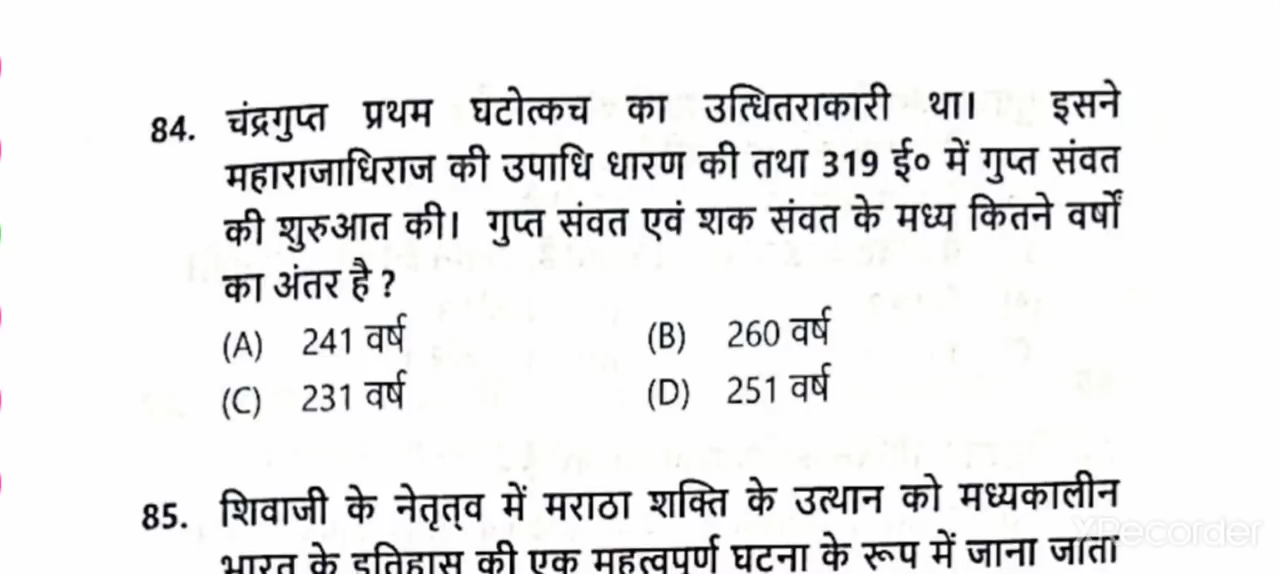 84. चंद्रगुप्त प्रथम घटोत्कच का उत्धितराकारी था। इसने
महाराजाधिराज की उपाधि धारण की तथा 319 ई० में गुप्त संवत
की शुरुआत की। गुप्त संवत एवं शक संवत के मध्य कितने वर्षों
का अंतर है ?
(A) 241 वर्ष (B) 260 वर्ष
(C) 231 वर्ष (D) 251 वर्ष
85. शिवाजी के नेतृत्व में मराठा शक्ति के उत्थान को मध्यकालीन
भारत के इतिहास की एक महत्वपूर्ण घटना के रूप में जाना जाता
XRecorder